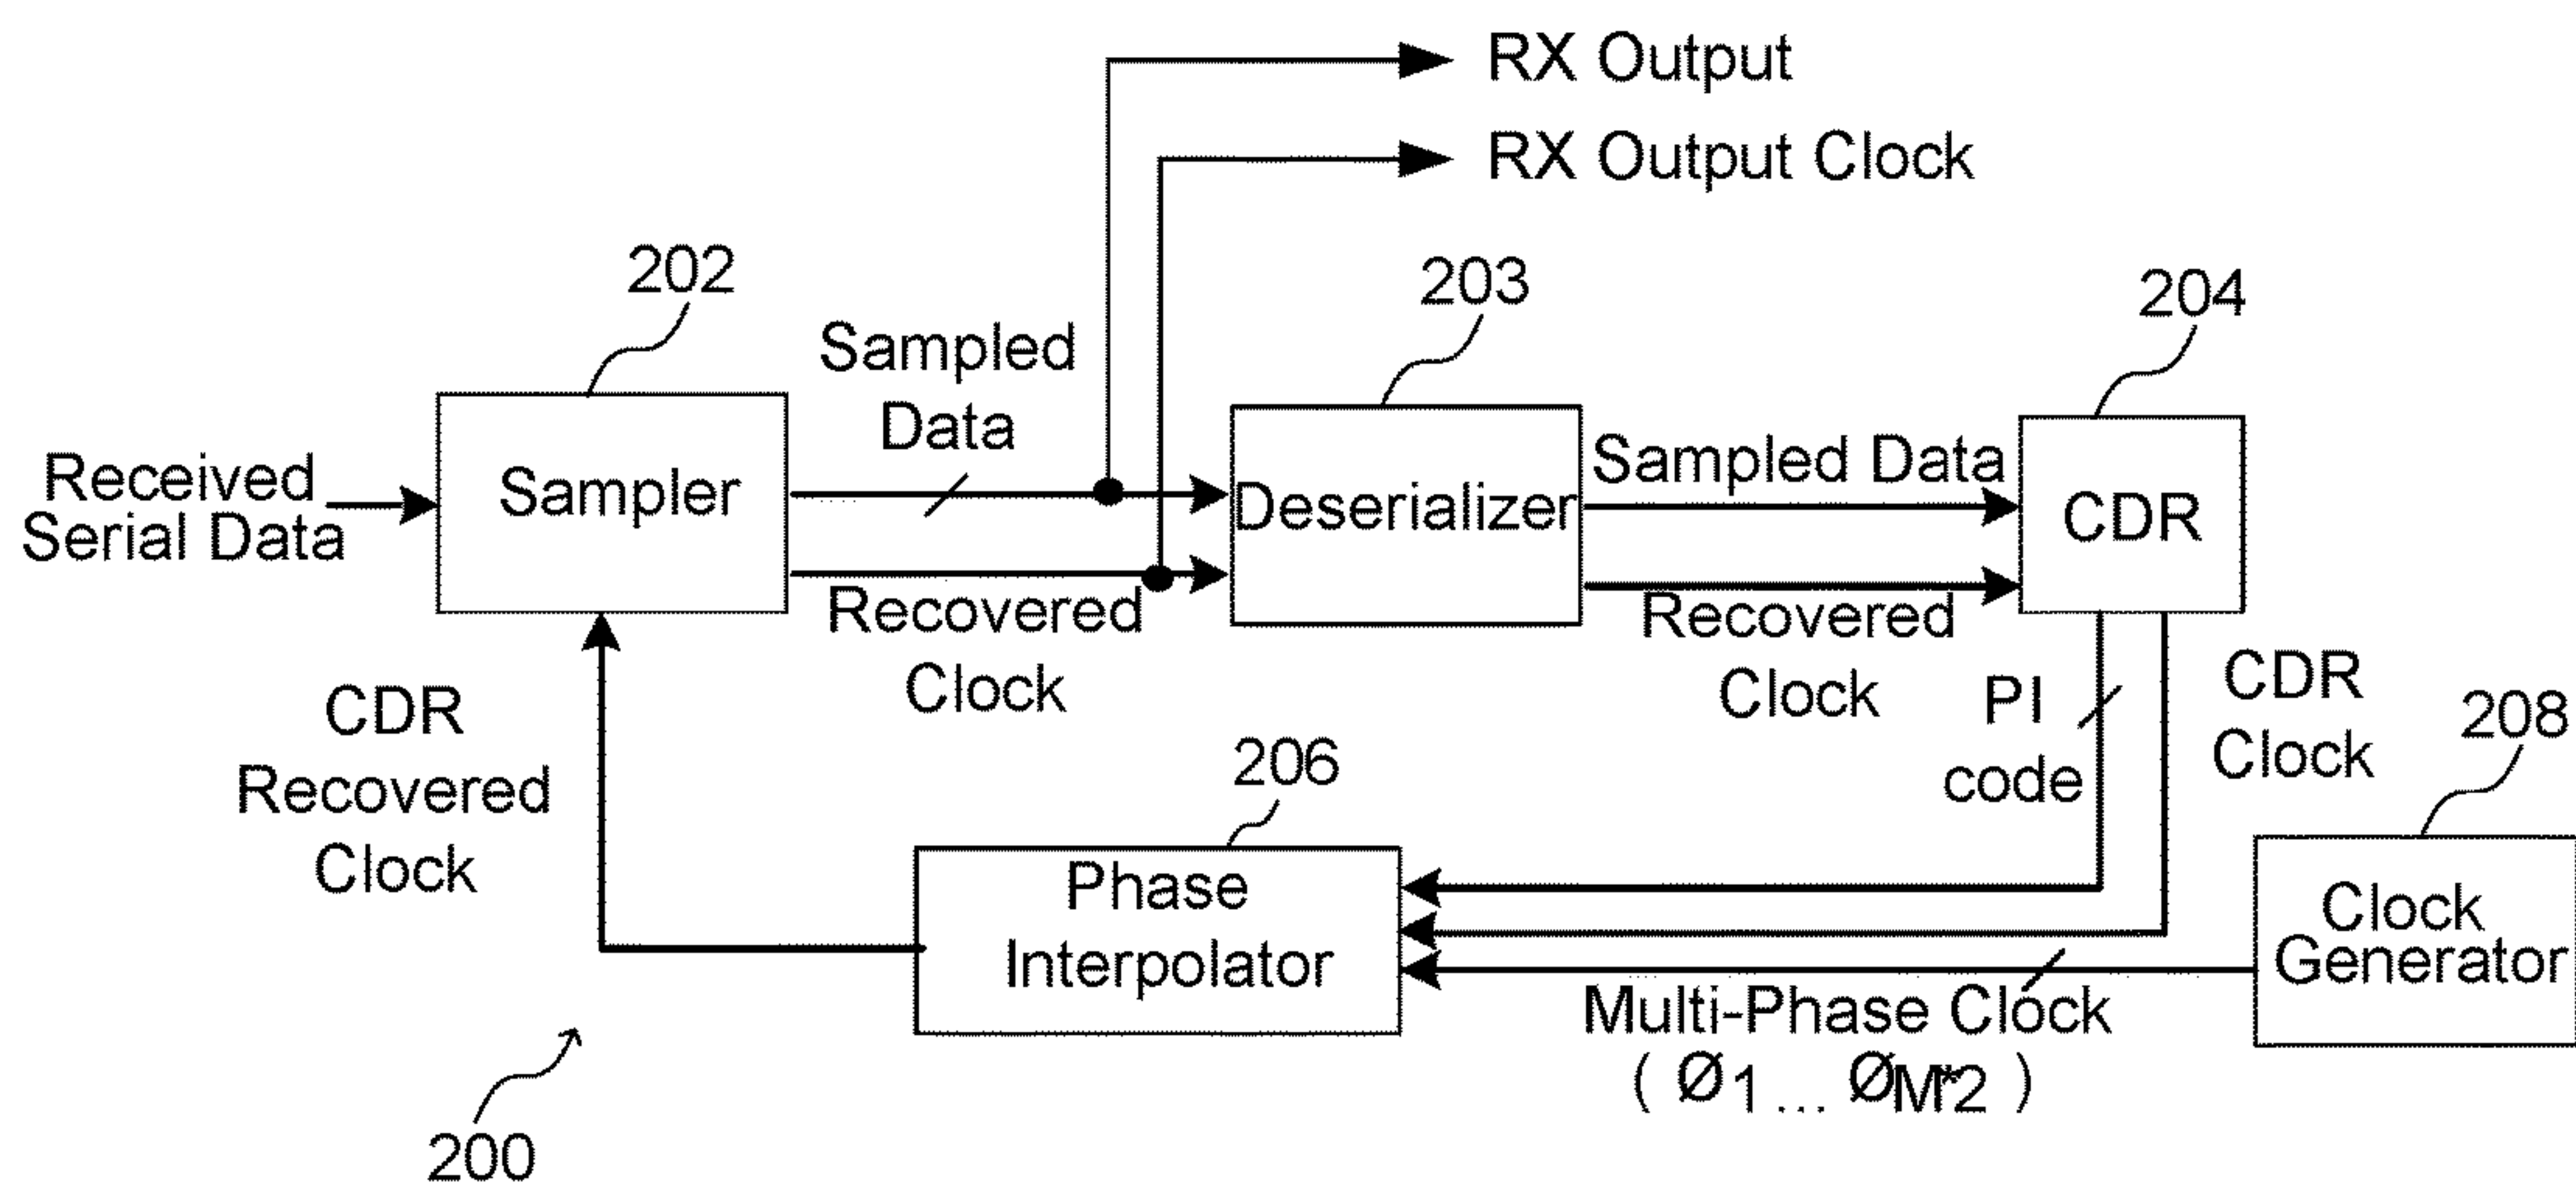 RX Output
RX Output Clock
202
203
204
Sampled
Data
Received
Serial Data
Sampler
Deserializer
Sampled Data
CDR
Recovered
Clock
Recovered
Clock
CDR
Recovered
Clock
PI
code
CDR
Clock
208
206
Phase
Interpolator
Clock
Generator
Multi-Phase Clock
( Ø1 ... ØM*2 )
200